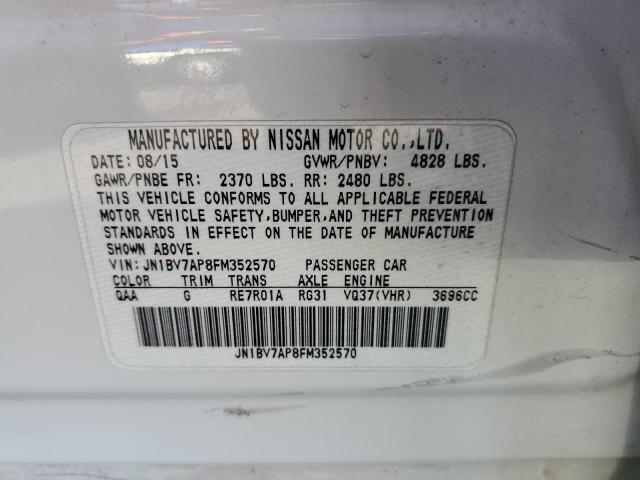 MANUFACTURED BY NISSAN MOTOR CO.,LTD.
DATE: 08/15 GVWR/PNBV: 4828 LBS.
GAWR/PNBE FR: 2370 LBS. RR: 2480 LBS.
THIS VEHICLE CONFORMS TO ALL APPLICABLE FEDERAL
MOTOR VEHICLE SAFETY,BUMPER,AND THEFT PREVENTION
STANDARDS IN EFFECT ON THE DATE OF MANUFACTURE
SHOWN ABOVE.
VIN: JN1BV7AP8FM352570 PASSENGER CAR
COLOR TRIM TRANS AXLE ENGINE
QAA G RE7R01A RG31 VQ37(VHR) 3696CC
JN1BV7AP8FM352570